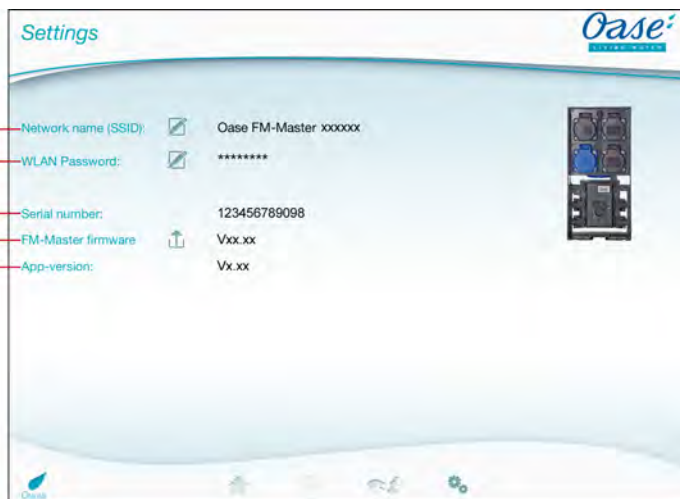 Settings
Oase
LIVING WATER
Network name (SSID): Oase FM-Master xxxxxx
WLAN Password: ********
Serial number: 123456789098
FM-Master firmware Vxx.xx
App-version: Vx.xx
Oase